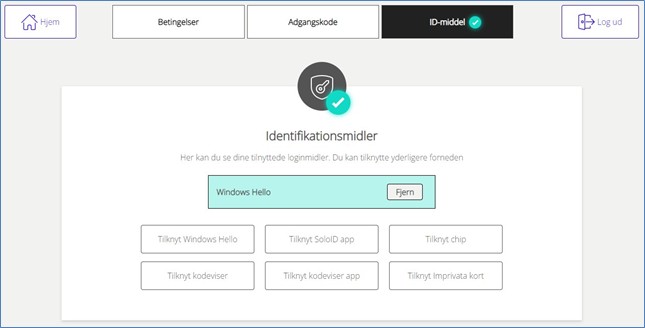 Hjem
Betingelser
Adgangskode
ID-middel
Log ud
Identifikationsmidler
Her kan du se dine tilnyttede loginmidler. Du kan tilknytte yderligere forneden
Windows Hello
Fjern
Tilknyt Windows Hello
Tilknyt SoloID app
Tilknyt chip
Tilknyt kodeviser
Tilknyt kodeviser app
Tilknyt Imprivata kort